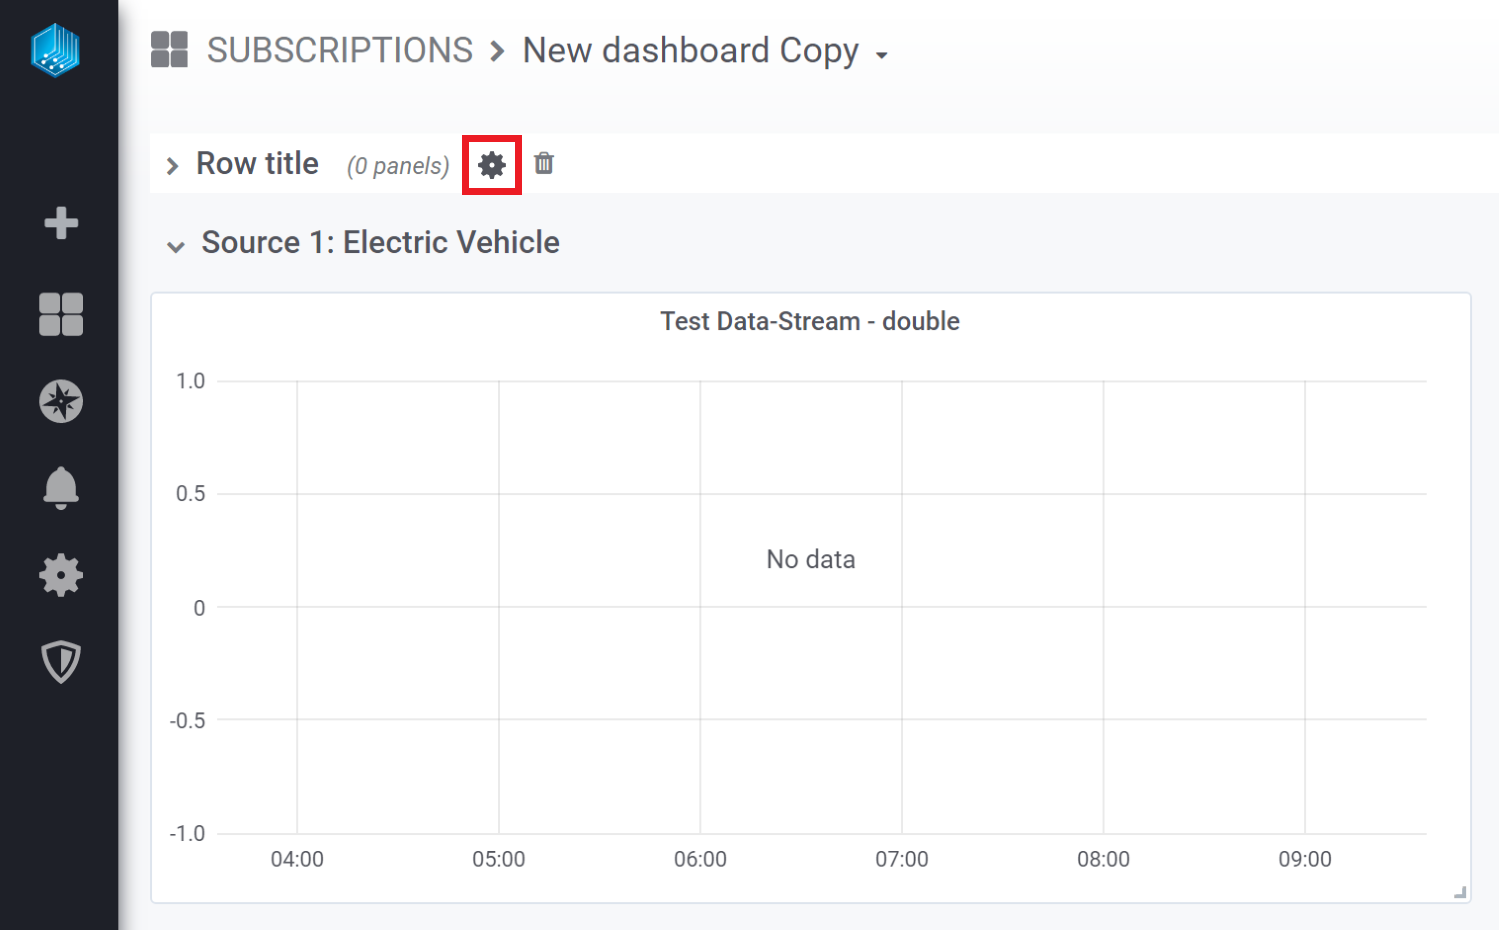 SUBSCRIPTIONS > New dashboard Copy
Row title (0 panels)
Source 1: Electric Vehicle
Test Data-Stream - double
1.0
0.5
No data
0
-0.5
-1.0
04:00 05:00 06:00 07:00 08:00 09:00